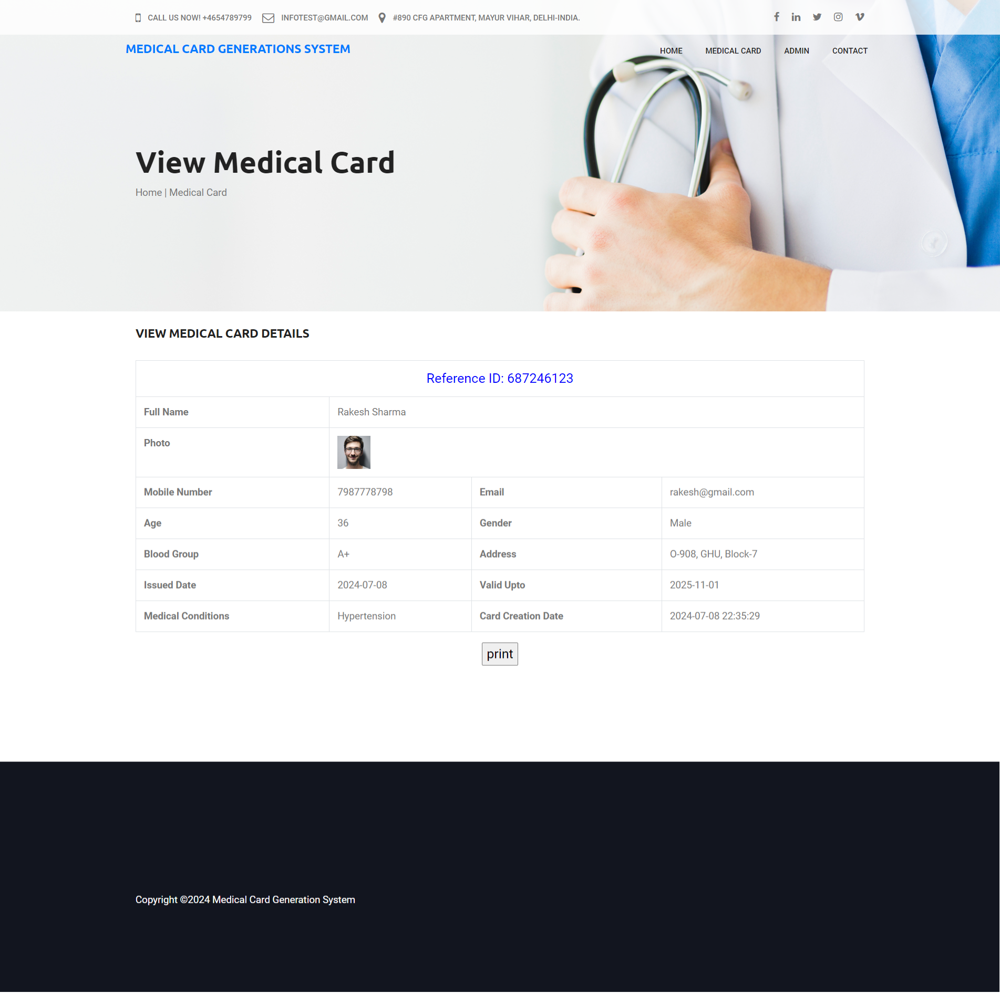 CALL US NOW! +4654789799 INFOTEST@GMAIL.COM #890 CFG APARTMENT, MAYUR VIHAR, DELHI-INDIA.
MEDICAL CARD GENERATIONS SYSTEM
HOME MEDICAL CARD ADMIN CONTACT
View Medical Card
Home | Medical Card
VIEW MEDICAL CARD DETAILS
Reference ID: 687246123
Full Name Rakesh Sharma
Photo
Mobile Number 7987778798 Email rakesh@gmail.com
Age 36 Gender Male
Blood Group A+ Address O-908, GHU, Block-7
Issued Date 2024-07-08 Valid Upto 2025-11-01
Medical Conditions Hypertension Card Creation Date 2024-07-08 22:35:29
print
Copyright ©2024 Medical Card Generation System